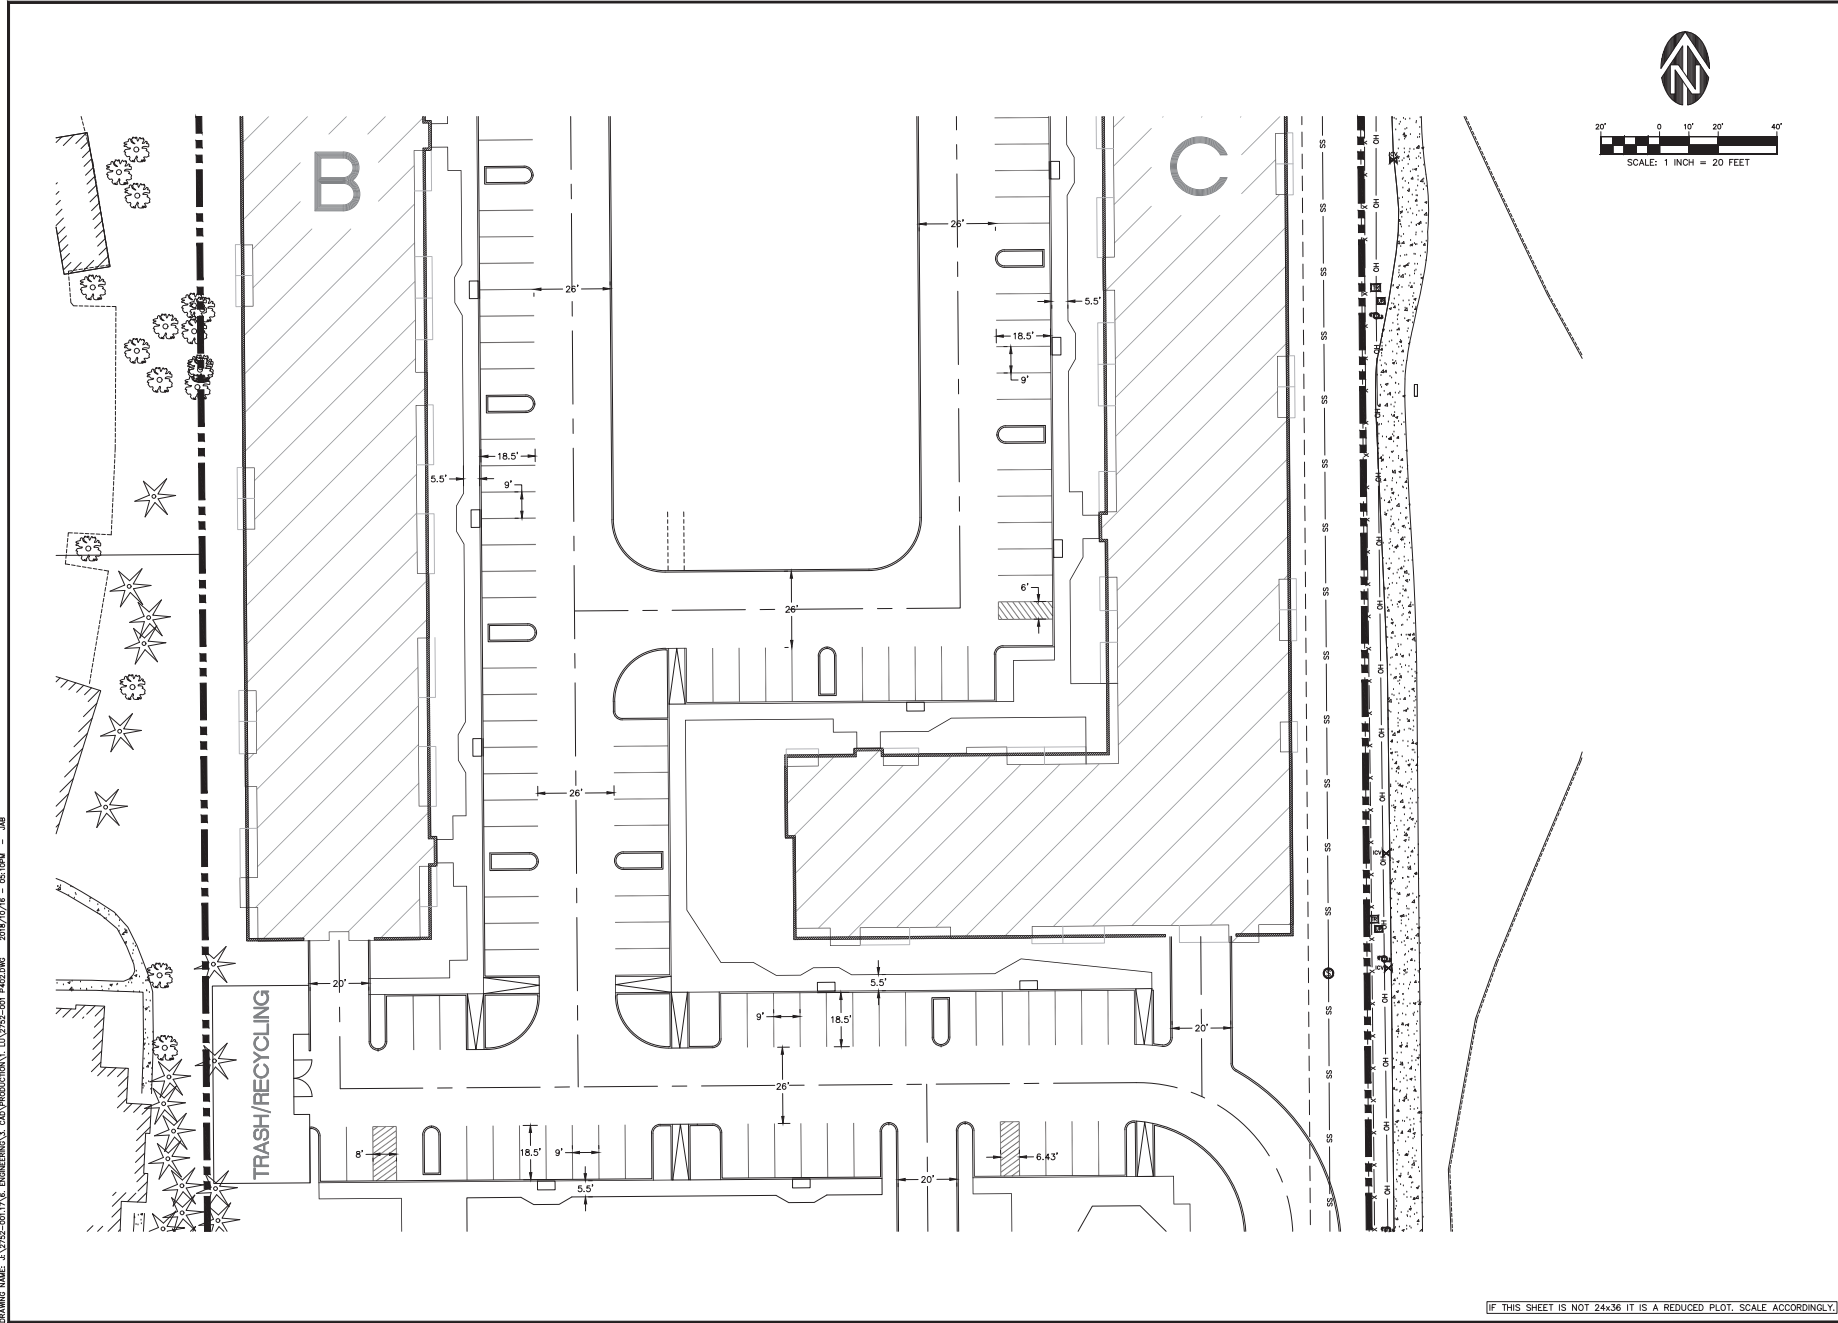 N
20' 0 10' 20' 40'
SCALE: 1 INCH = 20 FEET
B
C
SS
OH
26'
26'
5.5'
18.5'
9'
18.5'
5.5'
9'
6'
26'
26'
20'
5.5'
9'
18.5'
20'
26'
TRASH/RECYCLING
8'
18.5'
9'
5.5'
20'
6.43'
ICV
ICV
IF THIS SHEET IS NOT 24x36 IT IS A REDUCED PLOT. SCALE ACCORDINGLY.